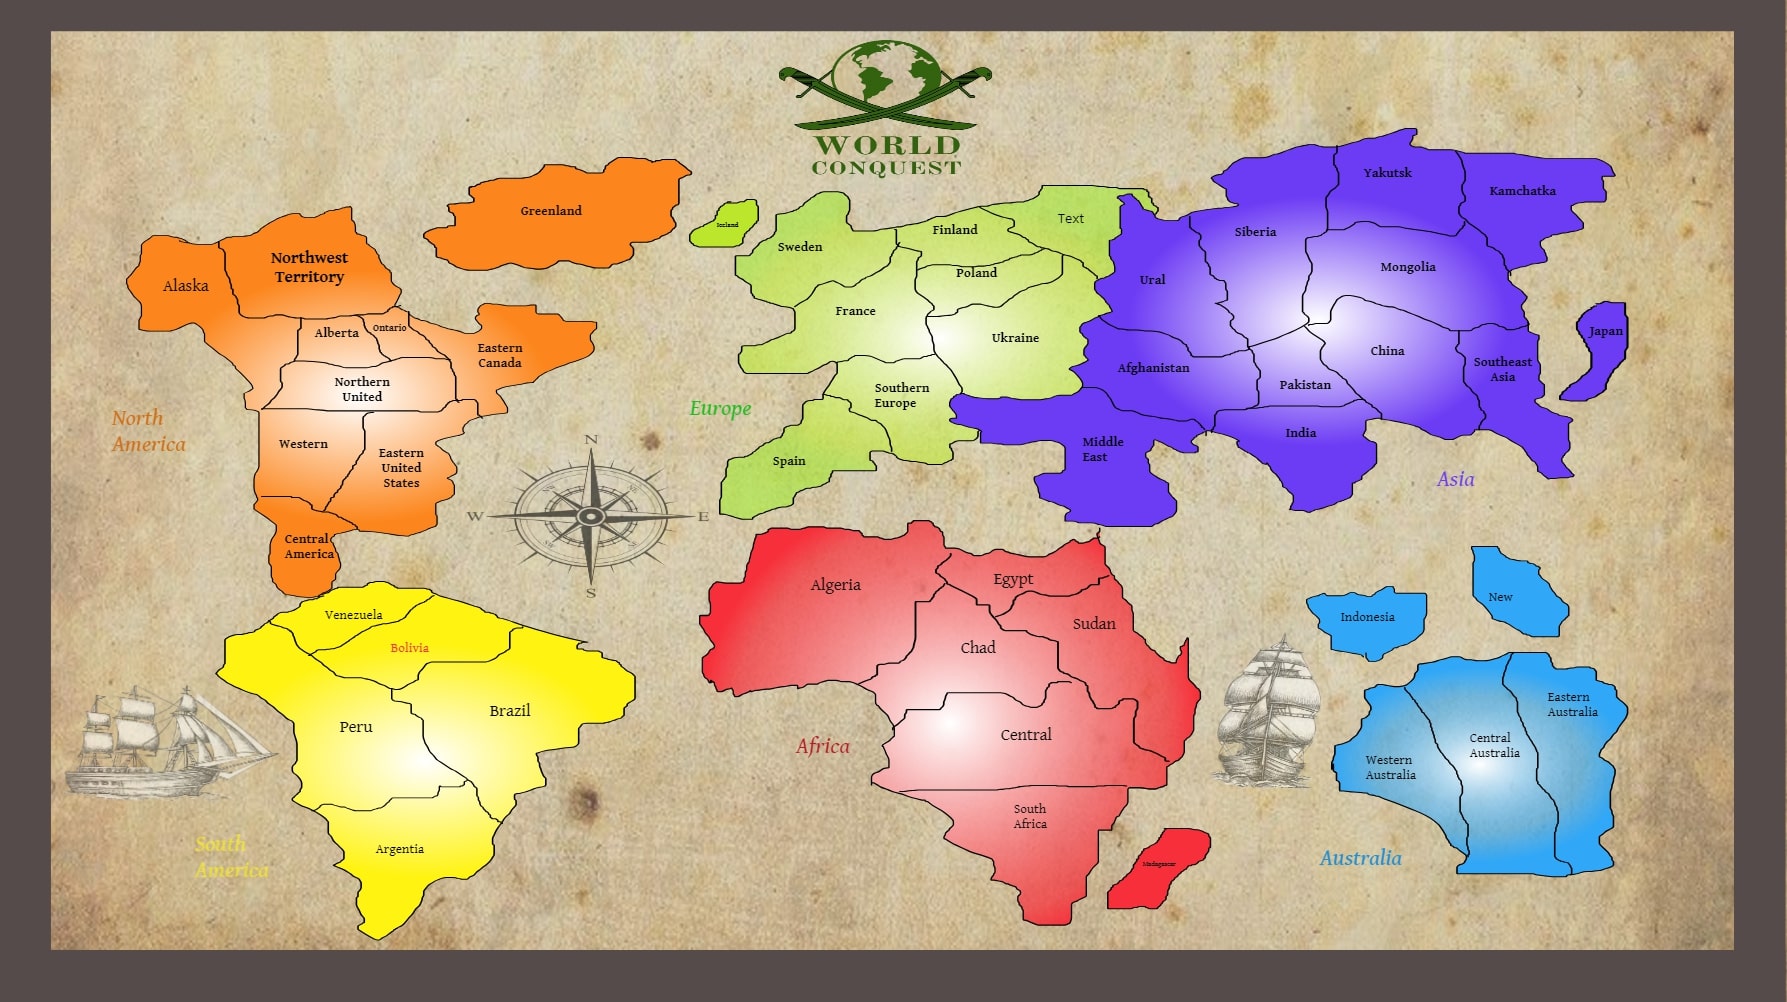 WORLD
CONQUEST
Greenland
Alaska
Northwest
Territory
Alberta
Ontario
Eastern
Canada
Northern
United
Western
Eastern
United
States
Central
America
North
America
Iceland
Sweden
Finland
Text
Poland
France
Ukraine
Southern
Europe
Spain
Europe
Ural
Siberia
Yakutsk
Kamchatka
Mongolia
Japan
Afghanistan
China
Pakistan
Southeast
Asia
India
Middle
East
Asia
N
W
E
S
Venezuela
Bolivia
Peru
Brazil
Argentia
South
America
Algeria
Egypt
Sudan
Chad
Central
South
Africa
Madagascar
Africa
Indonesia
New
Eastern
Australia
Central
Australia
Western
Australia
Australia